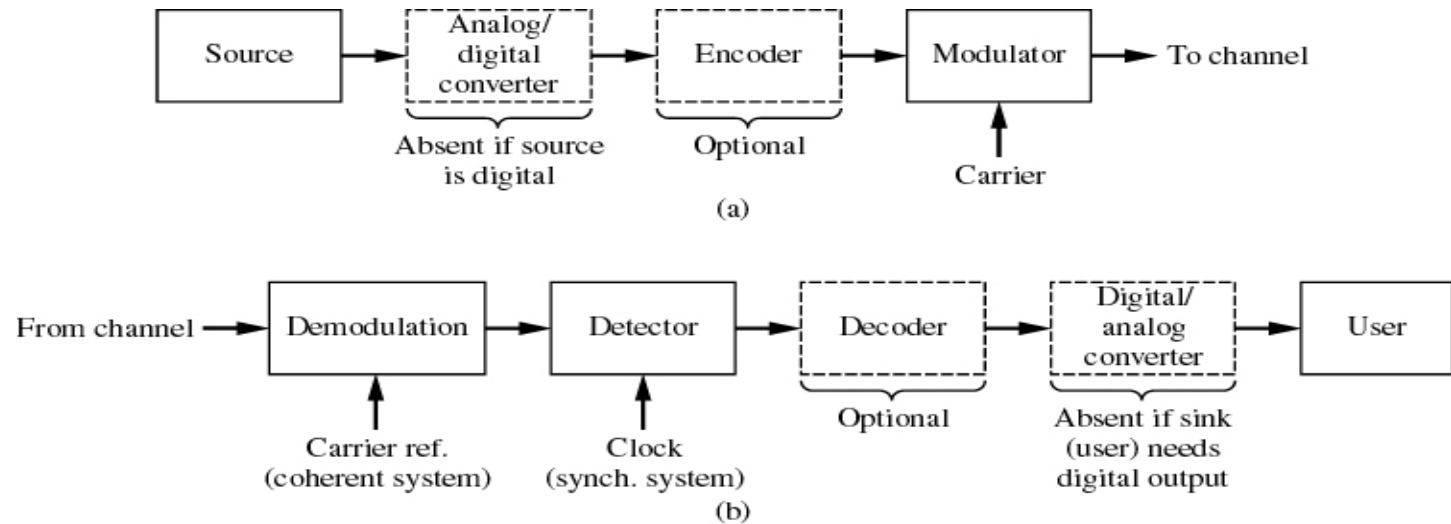 Source
Analog/
digital
converter
Encoder
Modulator
To channel
Absent if source
is digital
Optional
Carrier
(a)
From channel
Demodulation
Detector
Decoder
Digital/
analog
converter
User
Carrier ref.
(coherent system)
Clock
(synch. system)
Optional
Absent if sink
(user) needs
digital output
(b)